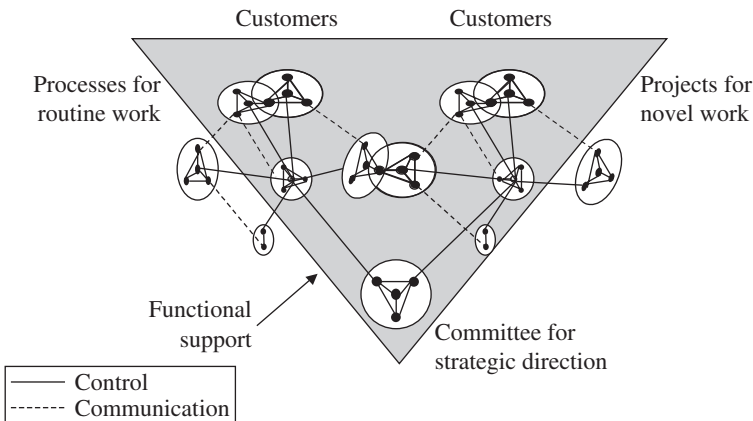 Customers
Customers
Processes for
routine work
Projects for
novel work
Functional
support
Committee for
strategic direction
Control
Communication